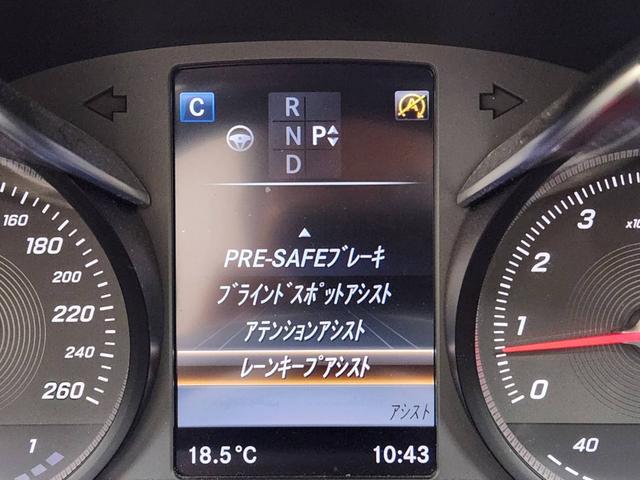 C
R
N P
D
PRE-SAFEブレーキ
ブラインドスポットアシスト
アテンションアシスト
レーンキープアシスト
アシスト
18.5°C 10:43
160
180
200
220
240
260
1
3
2
1
0
40